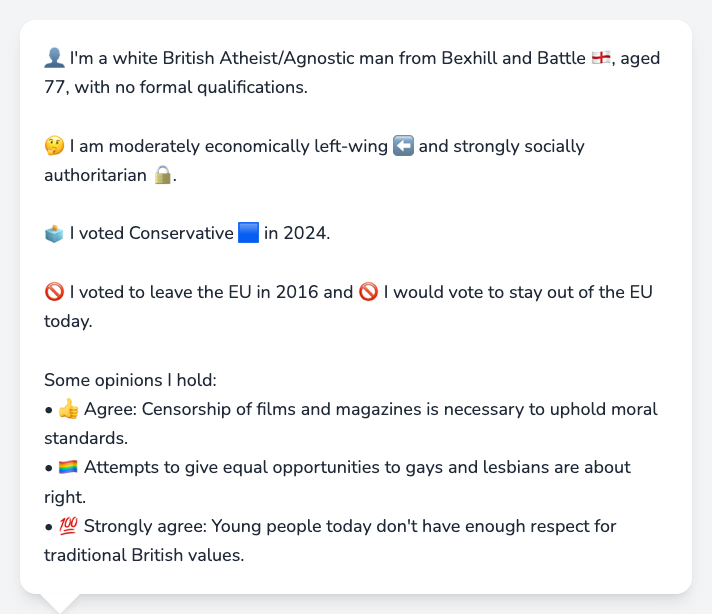 👤 I'm a white British Atheist/Agnostic man from Bexhill and Battle 🏴󠁧󠁢󠁥󠁮󠁧󠁿, aged
77, with no formal qualifications.
🤔 I am moderately economically left-wing ⬅️ and strongly socially
authoritarian 🔒.
🗳️ I voted Conservative 🟦 in 2024.
🚫 I voted to leave the EU in 2016 and 🚫 I would vote to stay out of the EU
today.
Some opinions I hold:
• 👍 Agree: Censorship of films and magazines is necessary to uphold moral
standards.
• 🏳️‍🌈 Attempts to give equal opportunities to gays and lesbians are about
right.
• 💯 Strongly agree: Young people today don't have enough respect for
traditional British values.